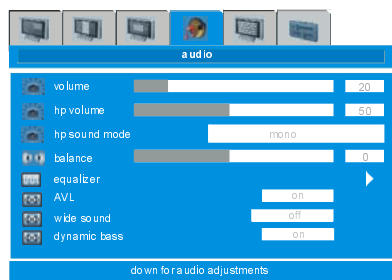 audio
volume 20
hp volume 50
hp sound mode mono
balance 0
equalizer
AVL on
wide sound off
dynamic bass on
down for audio adjustments